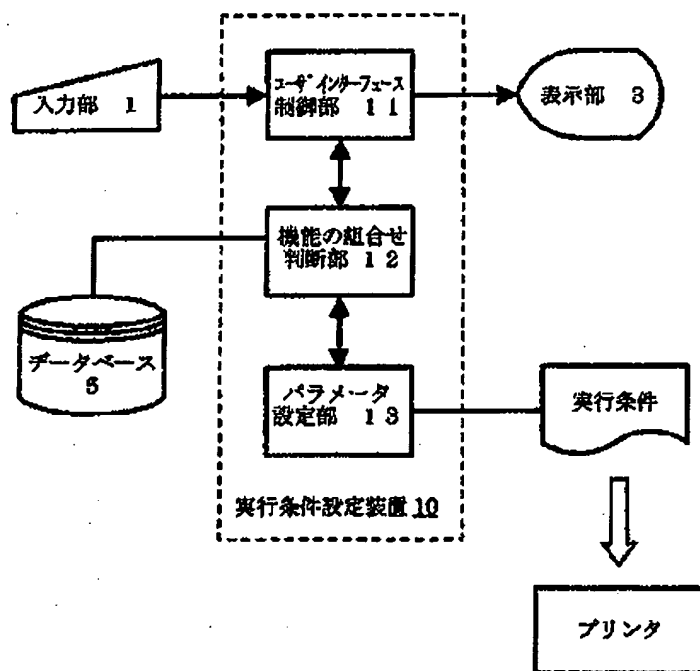 入力部 1
ユーザインターフェース
制御部 11
表示部 3
機能の組合せ
判断部 12
データベース
5
パラメータ
設定部 13
実行条件
実行条件設定装置10
プリンタ